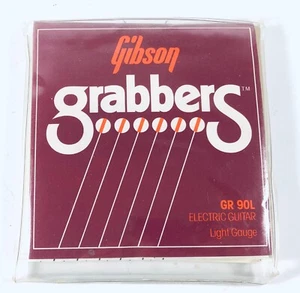 Gibson
grabbers™
GR 90L
ELECTRIC GUITAR
Light Gauge